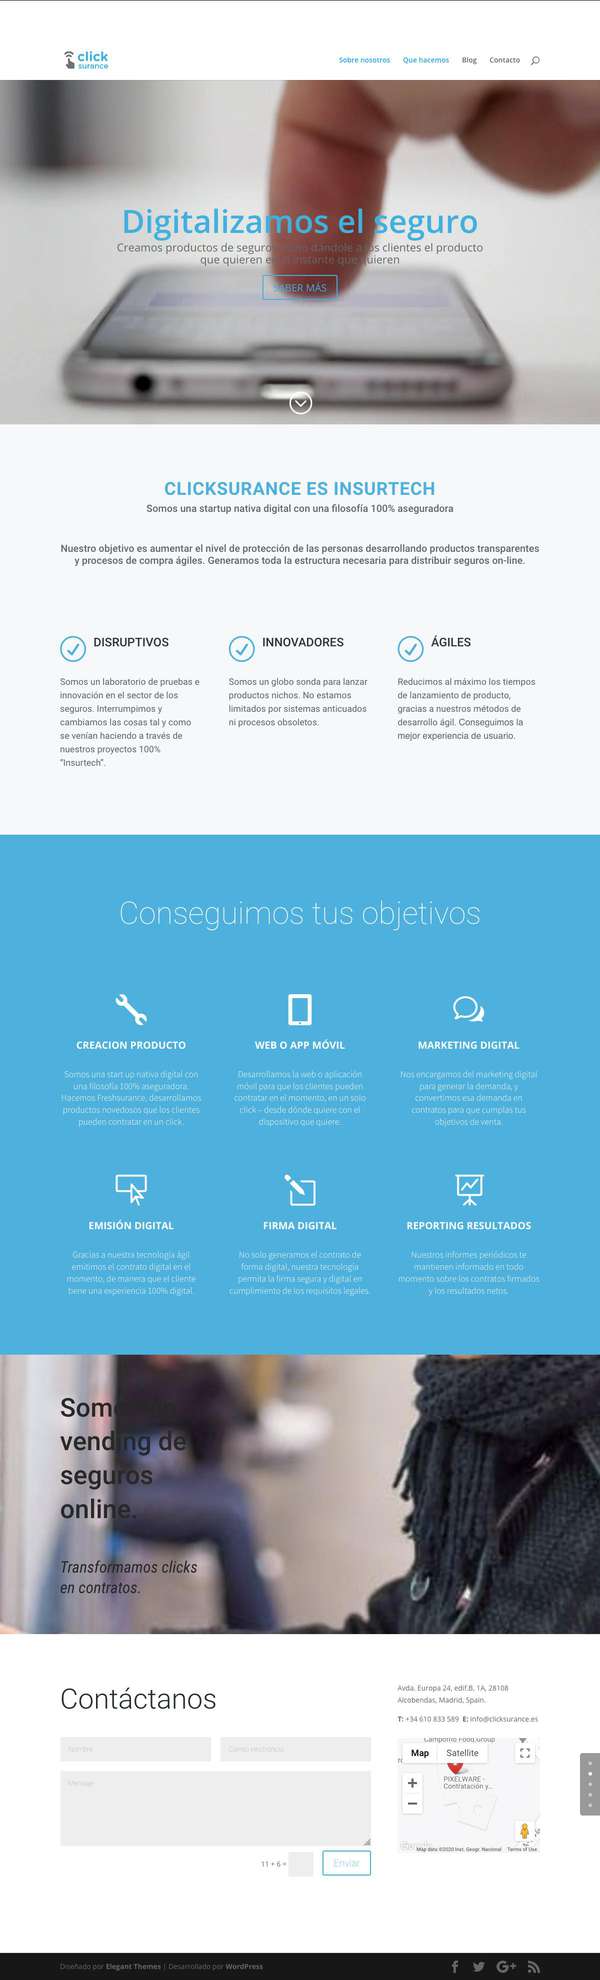 click
surance
Sobre nosotros
Que hacemos
Blog
Contacto
Digitalizamos el seguro
Creamos productos de seguro dándole a los clientes el producto
que quieren en el instante que quieren
SABER MÁS
CLICKSURANCE ES INSURTECH
Somos una startup nativa digital con una filosofía 100% aseguradora
Nuestro objetivo es aumentar el nivel de protección de las personas desarrollando productos transparentes
y procesos de compra ágiles. Generamos toda la estructura necesaria para distribuir seguros on-line.
DISRUPTIVOS
Somos un laboratorio de pruebas e
innovación en el sector de los
seguros. Interrumpimos y
cambiamos las cosas tal y como
se venían haciendo a través de
nuestros proyectos 100%
“Insurtech”.
INNOVADORES
Somos un globo sonda para lanzar
productos nichos. No estamos
limitados por sistemas anticuados
ni procesos obsoletos.
ÁGILES
Reducimos al máximo los tiempos
de lanzamiento de producto,
gracias a nuestros métodos de
desarrollo ágil. Conseguimos la
mejor experiencia de usuario.
Conseguimos tus objetivos
CREACION PRODUCTO
Somos una start up nativa digital con
una filosofía 100% aseguradora.
Hacemos Freshsurance, desarrollamos
productos novedosos que los clientes
pueden contratar en un click.
WEB O APP MÓVIL
Desarrollamos la web o aplicación
móvil para que los clientes pueden
contratar en el momento, en un solo
click – desde dónde quiere con el
dispositivo que quiere.
MARKETING DIGITAL
Nos encargamos del marketing digital
para generar la demanda, y
convertimos esa demanda en
contratos para que cumplas tus
objetivos de venta.
EMISIÓN DIGITAL
Gracias a nuestra tecnología ágil
emitimos el contrato digital en el
momento, de manera que el cliente
tiene una experiencia 100% digital.
FIRMA DIGITAL
No solo generamos el contrato de
forma digital, nuestra tecnología
permita la firma segura y digital en
cumplimiento de los requisitos legales.
REPORTING RESULTADOS
Nuestros informes periódicos te
mantienen informado en todo
momento sobre los contratos firmados
y los resultados netos.
Somos
vending de
seguros
online.
Transformamos clicks
en contratos.
Contáctanos
Nombre
Correo electrónico
Mensaje
11 + 6 =
Enviar
Avda. Europa 24, edif.B, 1A, 28108
Alcobendas, Madrid, Spain.
T: +34 610 833 589 E: info@clicksurance.es
Campofrío Food Group
Map
Satellite
PIXELWARE -
Contratación y...
Google
Map data ©2020 Inst. Geogr. Nacional
Terms of Use
Diseñado por Elegant Themes | Desarrollado por WordPress